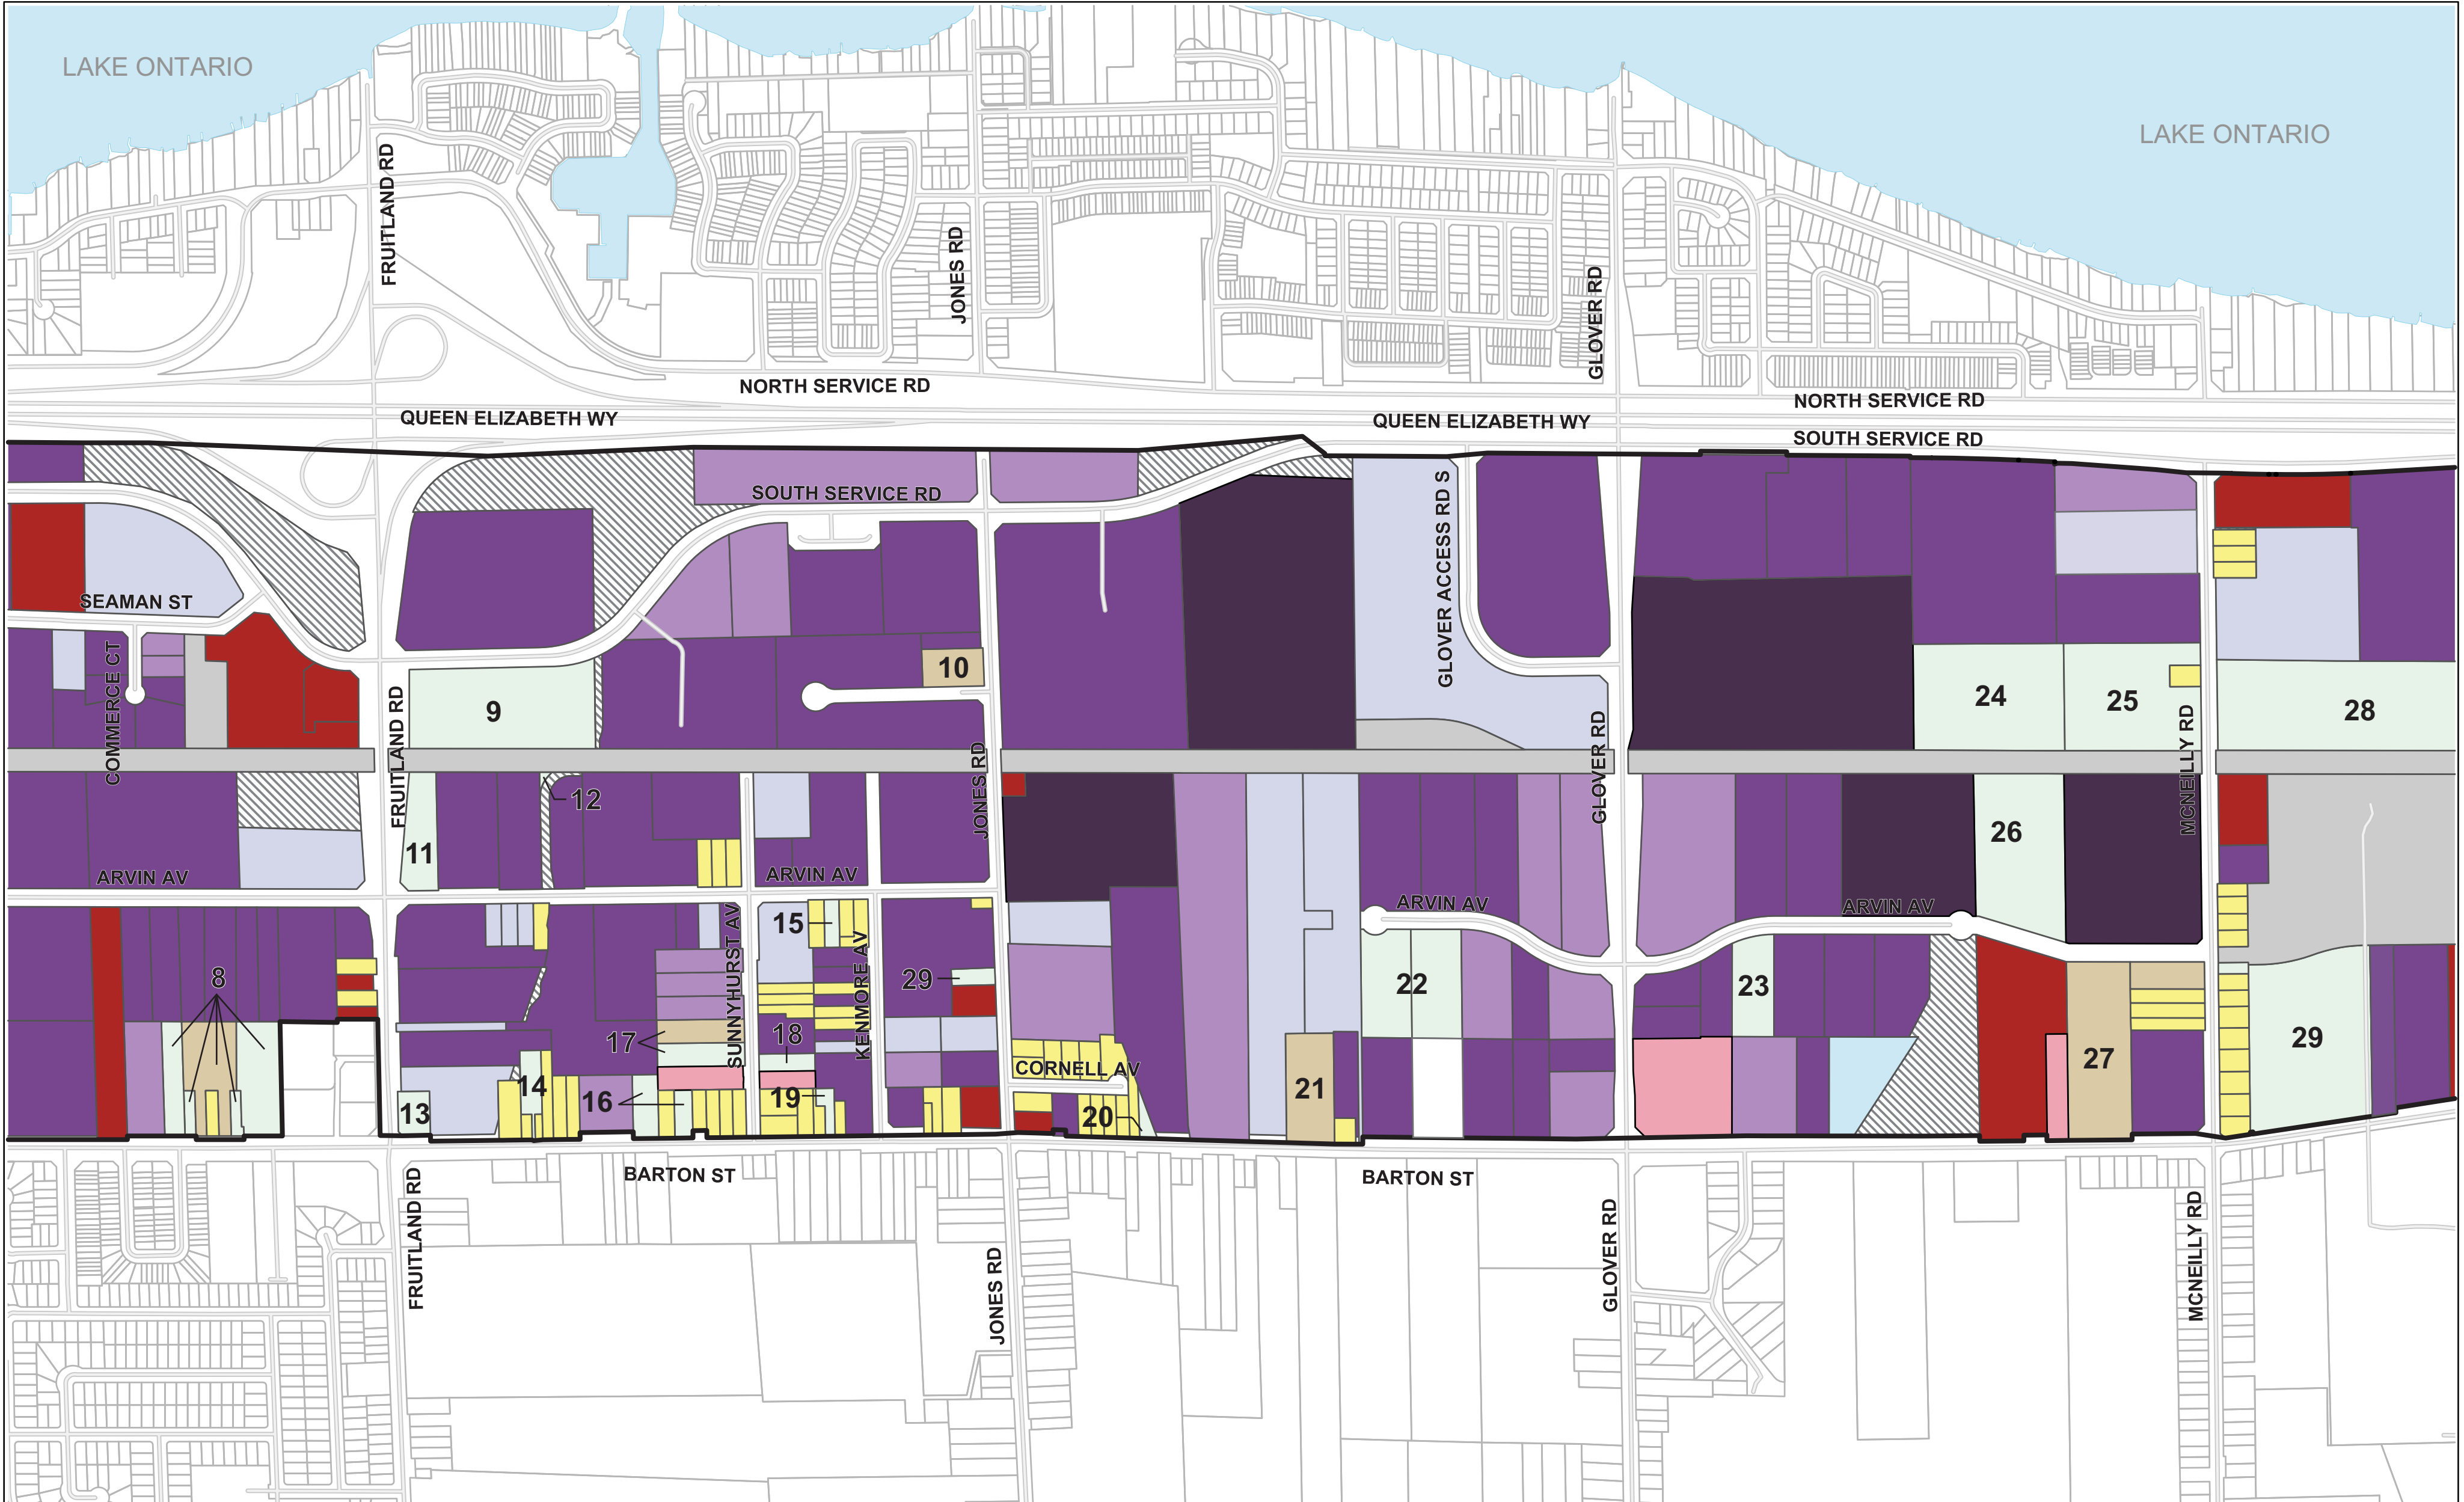 LAKE ONTARIO
LAKE ONTARIO
FRUITLAND RD
JONES RD
GLOVER RD
NORTH SERVICE RD
NORTH SERVICE RD
QUEEN ELIZABETH WY
QUEEN ELIZABETH WY
SOUTH SERVICE RD
SOUTH SERVICE RD
GLOVER ACCESS RD S
SEAMAN ST
COMMERCE CT
10
24
25
9
28
FRUITLAND RD
JONES RD
GLOVER RD
MCNEILLY RD
12
26
11
ARVIN AV
ARVIN AV
ARVIN AV
ARVIN AV
15
SUNNYHURST AV
KENMORE AV
8
29
22
23
17
18
29
CORNELL AV
27
14
16
19
21
13
20
BARTON ST
BARTON ST
FRUITLAND RD
JONES RD
GLOVER RD
MCNEILLY RD